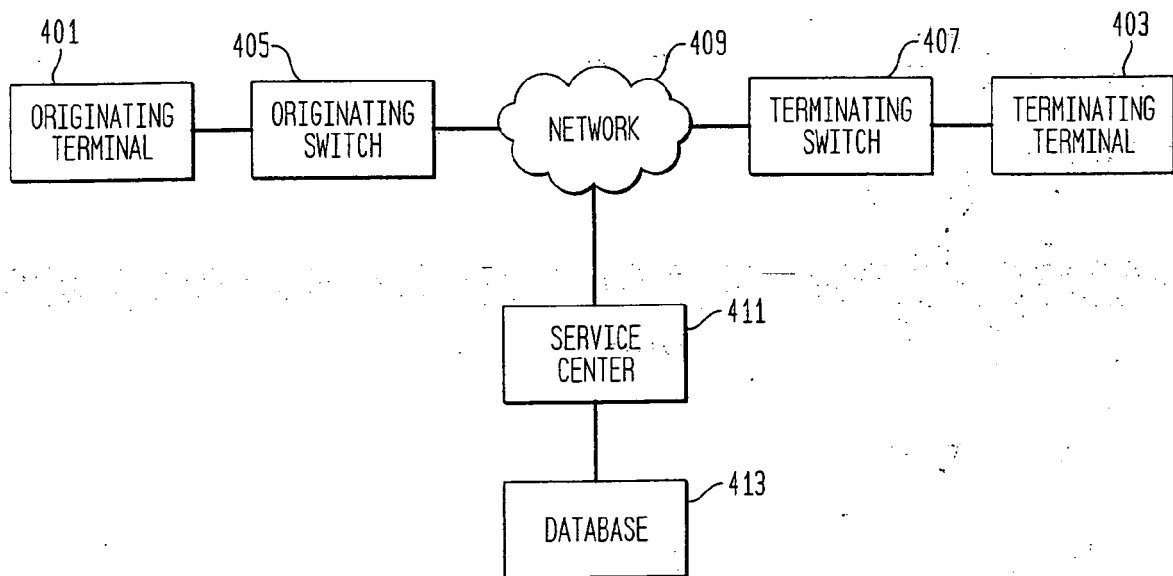 401
405
409
407
403
ORIGINATING
TERMINAL
ORIGINATING
SWITCH
NETWORK
TERMINATING
SWITCH
TERMINATING
TERMINAL
411
SERVICE
CENTER
413
DATABASE